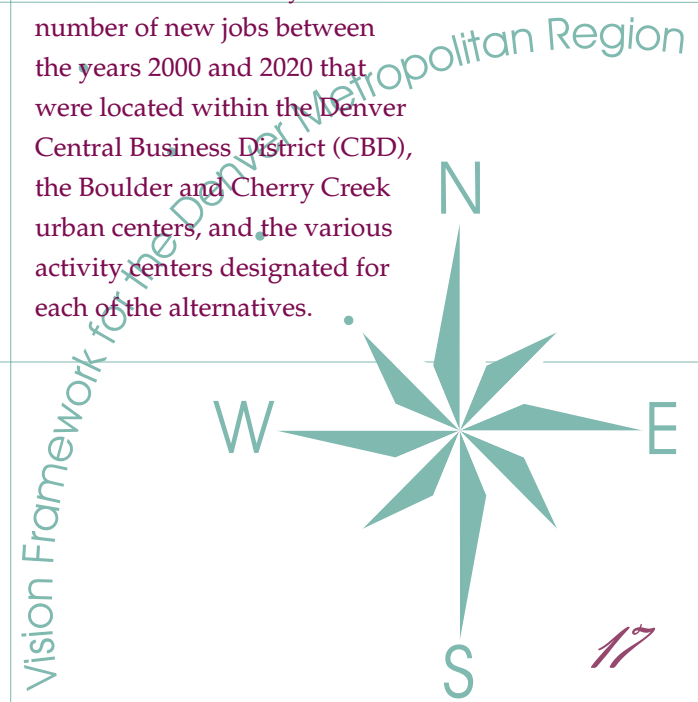 number of new jobs between
the years 2000 and 2020 that
were located within the Denver
Central Business District (CBD),
the Boulder and Cherry Creek
urban centers, and the various
activity centers designated for
each of the alternatives.
Vision Framework for the Denver Metropolitan Region
N
W
E
S
17